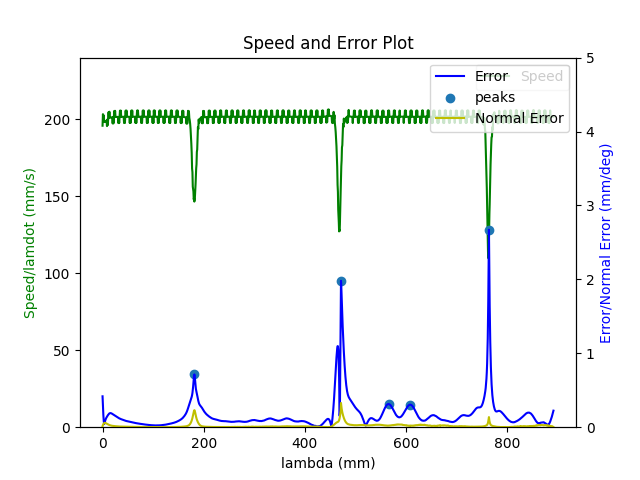 Speed and Error Plot
Error
Speed
peaks
Normal Error
Speed/lamdot (mm/s)
200
150
100
50
0
Error/Normal Error (mm/deg)
5
4
3
2
1
0
0 200 400 600 800
lambda (mm)